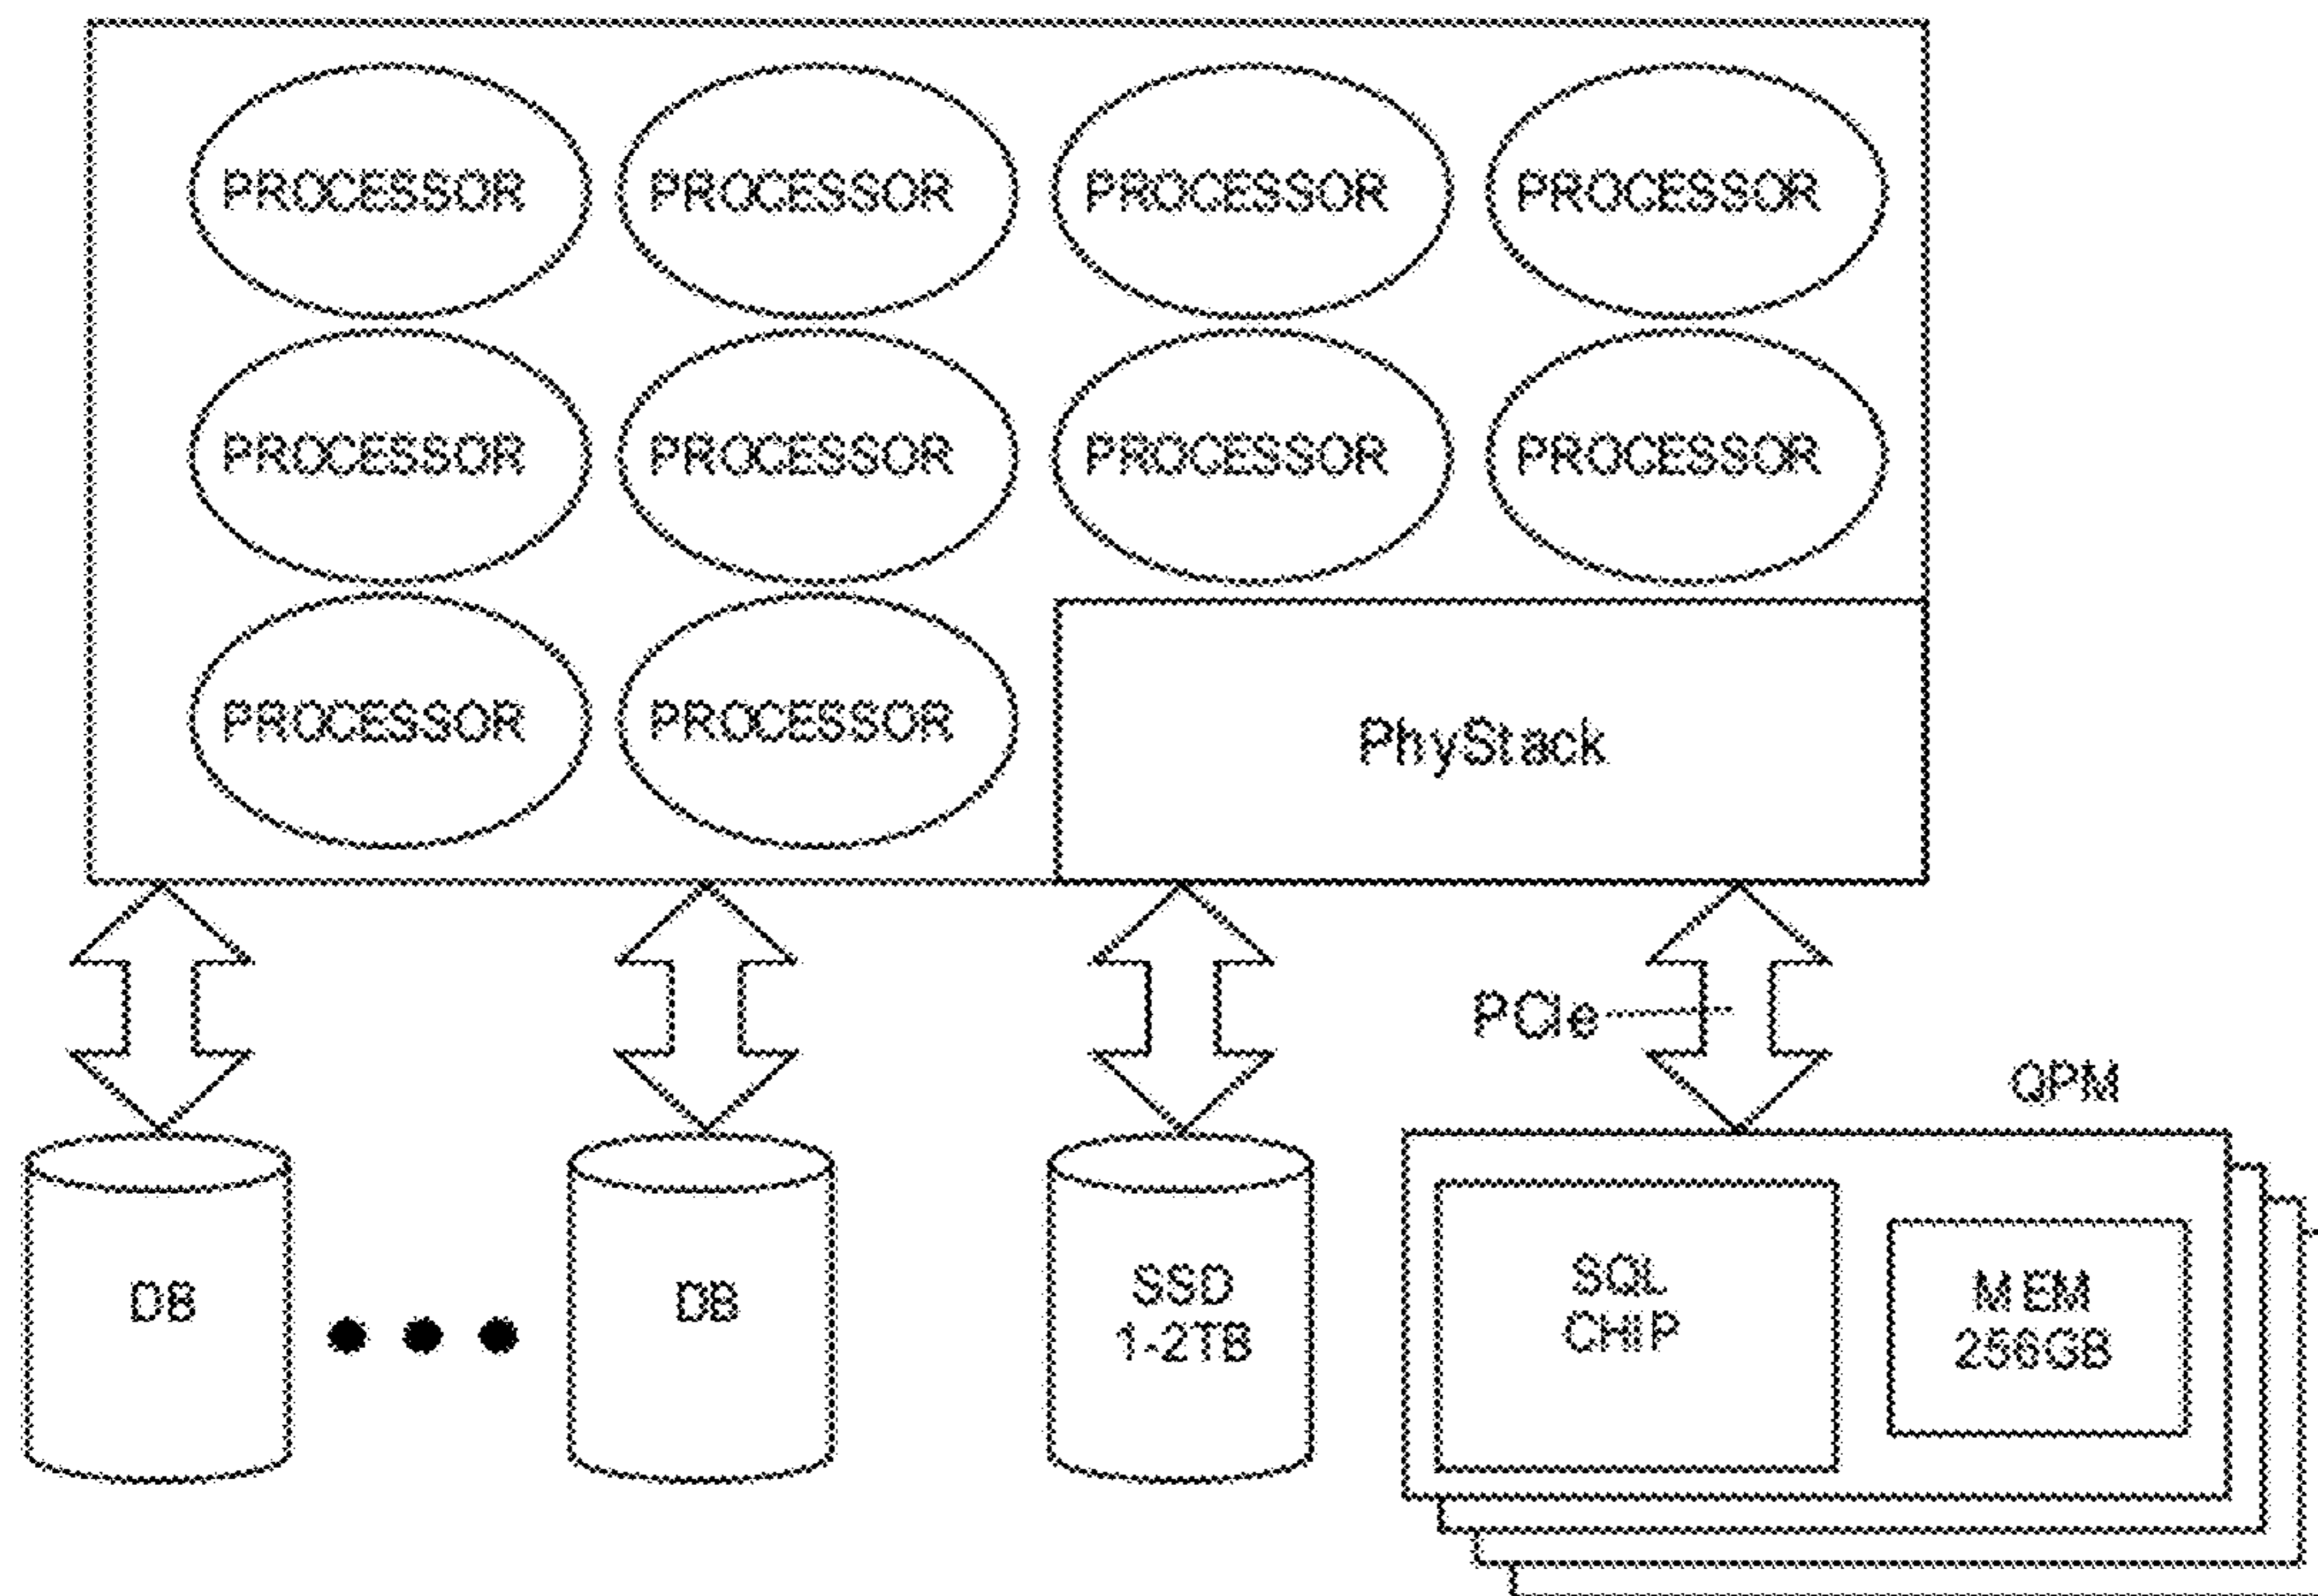 PROCESSOR PROCESSOR PROCESSOR PROCESSOR
PROCESSOR PROCESSOR PROCESSOR PROCESSOR
PROCESSOR PROCESSOR
PhyStack
PCIe
QPM
DB
DB
SSD
1-2TB
SQL
CHIP
MEM
256GB